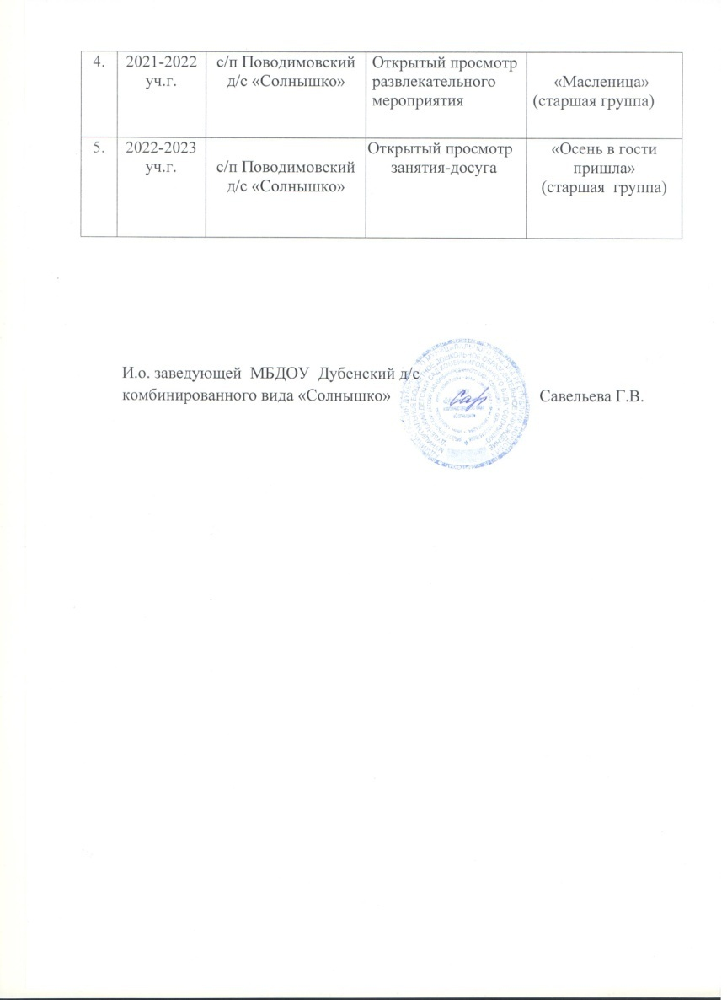 4.
2021-2022
уч.г.
с/п Поводимовский
д/с «Солнышко»
Открытый просмотр
развлекательного
мероприятия
«Масленица»
(старшая группа)
5.
2022-2023
уч.г.
с/п Поводимовский
д/с «Солнышко»
Открытый просмотр
занятия-досуга
«Осень в гости
пришла»
(старшая группа)
И.о. заведующей МБДОУ Дубенский д/с
комбинированного вида «Солнышко»
Савельева Г.В.